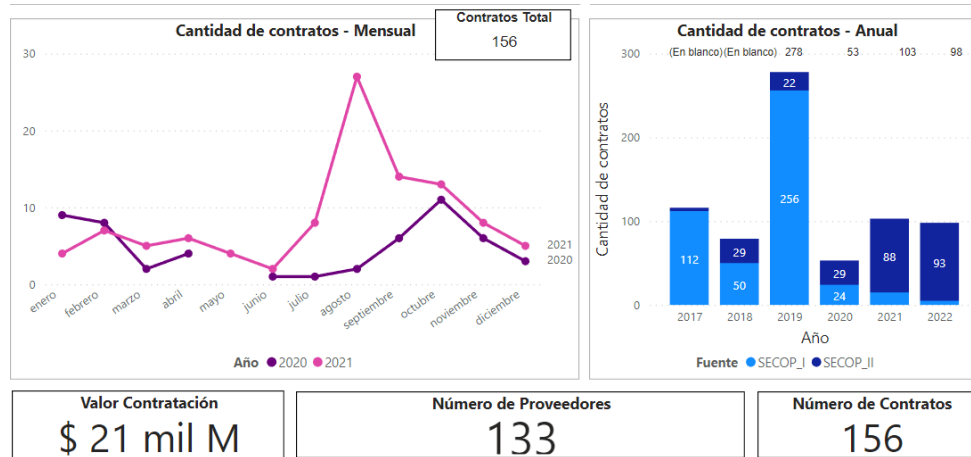 Cantidad de contratos - Mensual
Contratos Total
156
30
20
10
0
enero
febrero
marzo
abril
mayo
junio
julio
agosto
septiembre
octubre
noviembre
diciembre
2021
2020
Año 2020 2021
Cantidad de contratos - Anual
(En blanco) (En blanco) 278 53 103 98
Cantidad de contratos
300
200
100
0
112
29
50
22
256
29
24
88
93
2017 2018 2019 2020 2021 2022
Año
Fuente SECOP_I SECOP_II
Valor Contratación
$ 21 mil M
Número de Proveedores
133
Número de Contratos
156